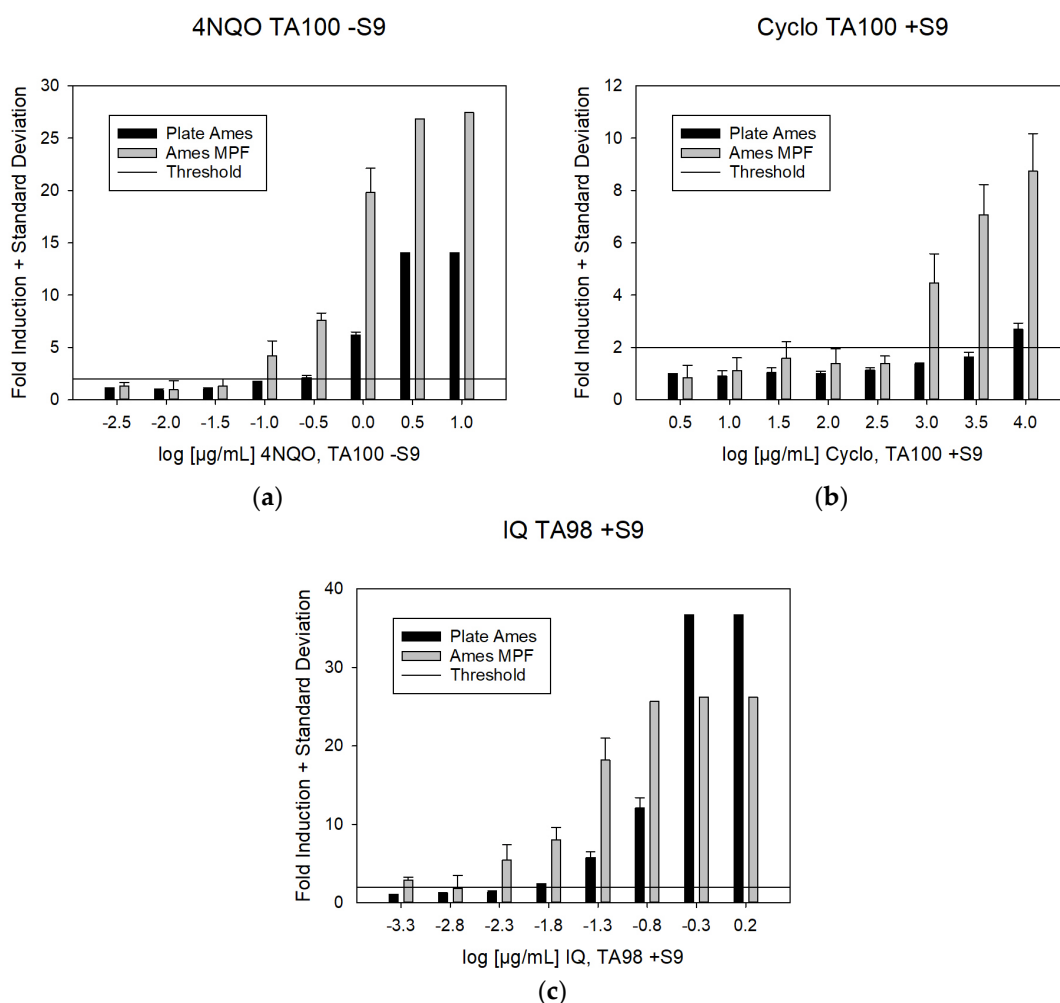 4NQO TA100 -S9
Fold Induction + Standard Deviation
30
25
20
15
10
5
0
Plate Ames
Ames MPF
Threshold
-2.5 -2.0 -1.5 -1.0 -0.5 0.0 0.5 1.0
log [µg/mL] 4NQO, TA100 -S9
(a)
Cyclo TA100 +S9
Fold Induction + Standard Deviation
12
10
8
6
4
2
0
Plate Ames
Ames MPF
Threshold
0.5 1.0 1.5 2.0 2.5 3.0 3.5 4.0
log [µg/mL] Cyclo, TA100 +S9
(b)
IQ TA98 +S9
Fold Induction + Standard Deviation
40
30
20
10
0
Plate Ames
Ames MPF
Threshold
-3.3 -2.8 -2.3 -1.8 -1.3 -0.8 -0.3 0.2
log [µg/mL] IQ, TA98 +S9
(c)